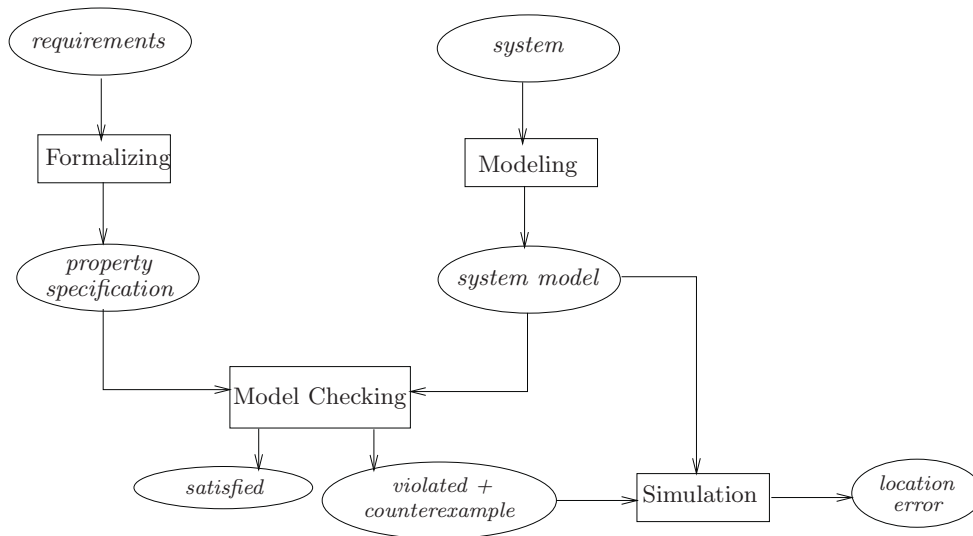 requirements
system
Formalizing
Modeling
property
specification
system model
Model Checking
satisfied
violated +
counterexample
Simulation
location
error